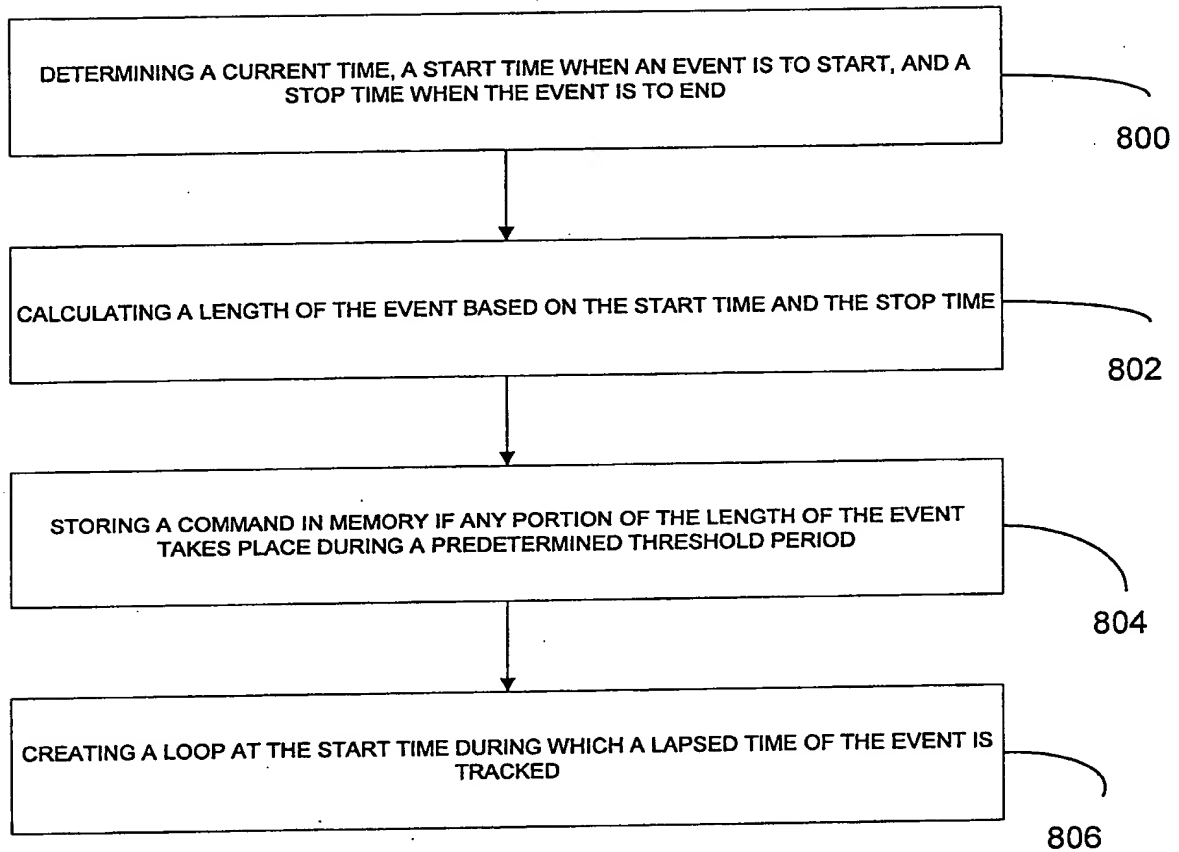 DETERMINING A CURRENT TIME, A START TIME WHEN AN EVENT IS TO START, AND A
STOP TIME WHEN THE EVENT IS TO END
800
CALCULATING A LENGTH OF THE EVENT BASED ON THE START TIME AND THE STOP TIME
802
STORING A COMMAND IN MEMORY IF ANY PORTION OF THE LENGTH OF THE EVENT
TAKES PLACE DURING A PREDETERMINED THRESHOLD PERIOD
804
CREATING A LOOP AT THE START TIME DURING WHICH A LAPSED TIME OF THE EVENT IS
TRACKED
806